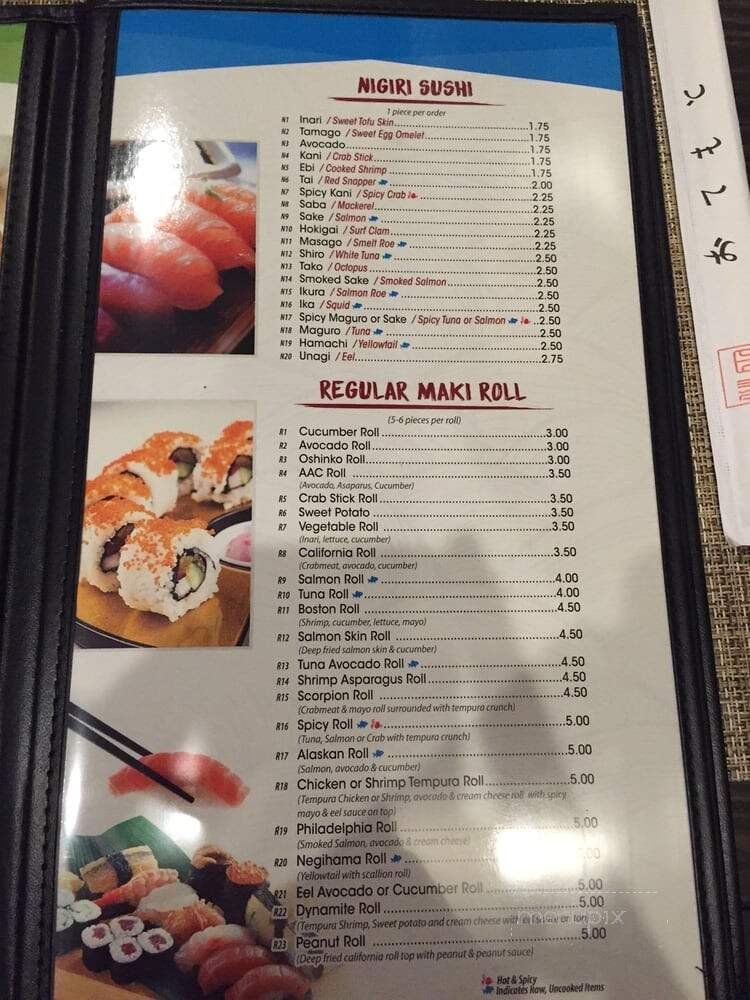 NIGIRI SUSHI
1 piece per order
N1 Inari / Sweet Tofu Skin 1.75
N2 Tamago / Sweet Egg Omelet 1.75
N3 Avocado 1.75
N4 Kani / Crab Stick 1.75
N5 Ebi / Cooked Shrimp 1.75
N6 Tai / Red Snapper 2.00
N7 Spicy Kani / Spicy Crab 2.25
N8 Saba / Mackerel 2.25
N9 Sake / Salmon 2.25
N10 Hokigai / Surf Clam 2.25
N11 Masago / Smelt Roe 2.25
N12 Shiro / White Tuna 2.50
N13 Tako / Octopus 2.50
N14 Smoked Sake / Smoked Salmon 2.50
N15 Ikura / Salmon Roe 2.50
N16 Ika / Squid 2.50
N17 Spicy Maguro or Sake / Spicy Tuna or Salmon 2.50
N18 Maguro / Tuna 2.50
N19 Hamachi / Yellowtail 2.50
N20 Unagi / Eel 2.75
REGULAR MAKI ROLL
(5-6 pieces per roll)
R1 Cucumber Roll 3.00
R2 Avocado Roll 3.00
R3 Oshinko Roll 3.00
R4 AAC Roll 3.50
(Avocado, Asaparus, Cucumber)
R5 Crab Stick Roll 3.50
R6 Sweet Potato 3.50
R7 Vegetable Roll 3.50
(Inari, lettuce, cucumber)
R8 California Roll 3.50
(Crabmeat, avocado, cucumber)
R9 Salmon Roll 4.00
R10 Tuna Roll 4.00
R11 Boston Roll 4.50
(Shrimp, cucumber, lettuce, mayo)
R12 Salmon Skin Roll 4.50
(Deep fried salmon skin & cucumber)
R13 Tuna Avocado Roll 4.50
R14 Shrimp Asparagus Roll 4.50
R15 Scorpion Roll 4.50
(Crabmeat & mayo roll surrounded with tempura crunch)
R16 Spicy Roll 5.00
(Tuna, Salmon or Crab with tempura crunch)
R17 Alaskan Roll 5.00
(Salmon, avocado & cucumber)
R18 Chicken or Shrimp Tempura Roll 5.00
(Tempura Chicken or Shrimp, avocado & cream cheese roll with spicy
mayo & eel sauce on top)
R19 Philadelphia Roll 5.00
(Smoked Salmon, avocado & cream cheese)
R20 Negihama Roll
(Yellowtail with scallion roll)
R21 Eel Avocado or Cucumber Roll 5.00
R22 Dynamite Roll 5.00
(Tempura Shrimp, Sweet potato and cream cheese with eel sauce on top)
R23 Peanut Roll 5.00
(Deep fried california roll top with peanut & peanut sauce)
Hot & Spicy
Indicates Raw, Uncooked Items
おてもと